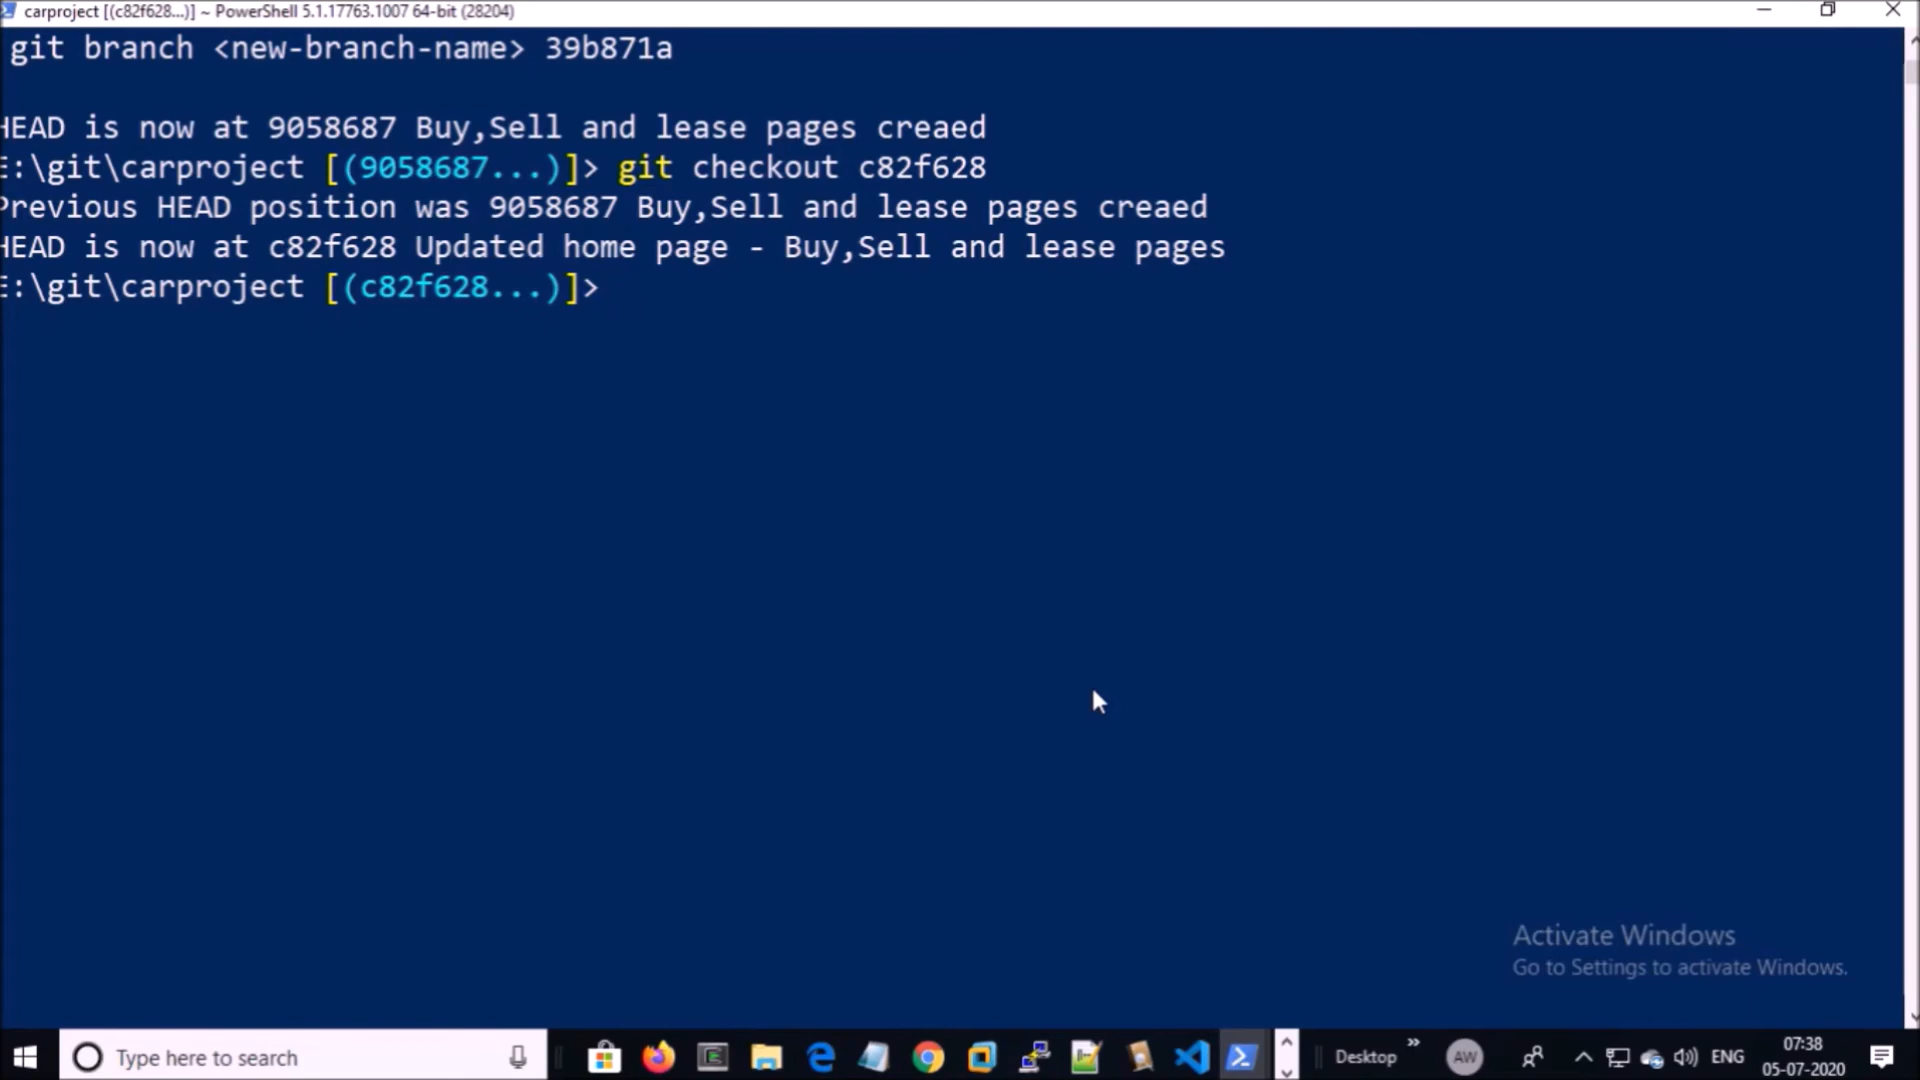 carproject [(c82f628...)] ~ PowerShell 5.1.17763.1007 64-bit (28204)
git branch <new-branch-name> 39b871a
HEAD is now at 9058687 Buy,Sell and lease pages creaed
E:\git\carproject [(9058687...)]> git checkout c82f628
Previous HEAD position was 9058687 Buy,Sell and lease pages creaed
HEAD is now at c82f628 Updated home page - Buy,Sell and lease pages
E:\git\carproject [(c82f628...)]>
Activate Windows
Go to Settings to activate Windows.
Type here to search
Desktop
AW
ENG
07:38
05-07-2020